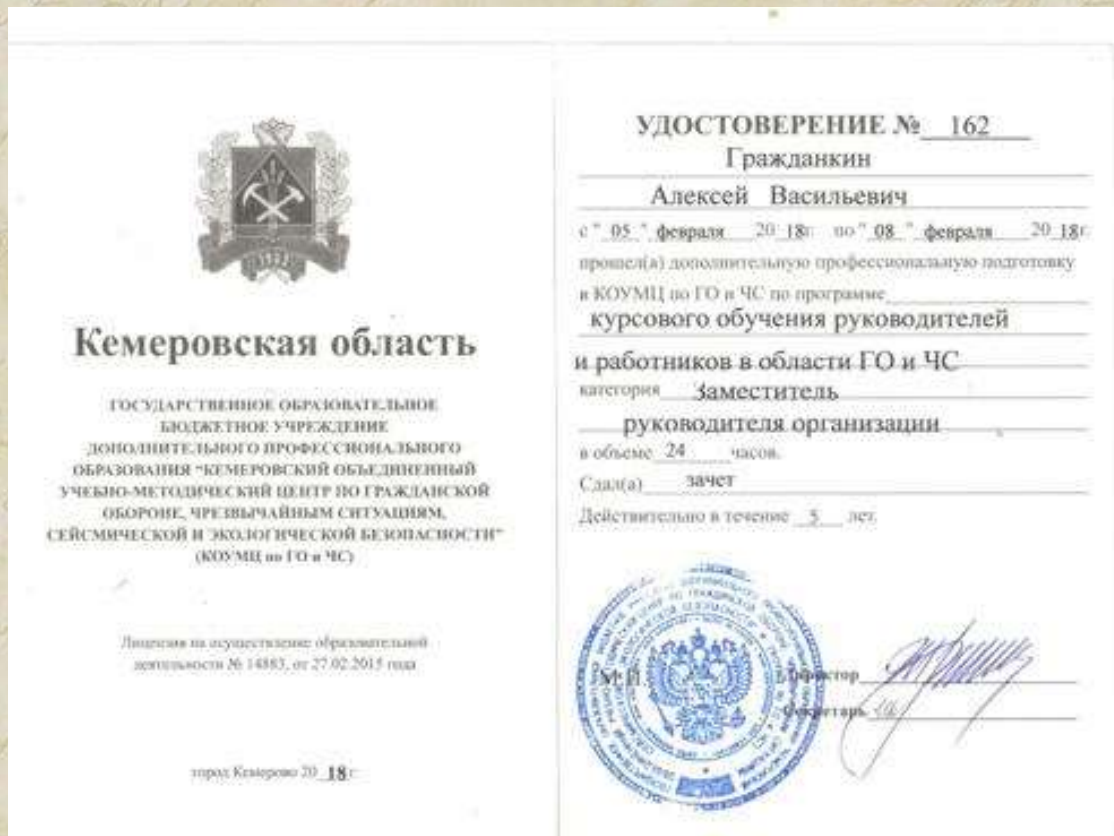 Кемеровская область
ГОСУДАРСТВЕННОЕ ОБРАЗОВАТЕЛЬНОЕ
БЮДЖЕТНОЕ УЧРЕЖДЕНИЕ
ДОПОЛНИТЕЛЬНОГО ПРОФЕССИОНАЛЬНОГО
ОБРАЗОВАНИЯ "КЕМЕРОВСКИЙ ОБЪЕДИНЕННЫЙ
УЧЕБНО-МЕТОДИЧЕСКИЙ ЦЕНТР ПО ГРАЖДАНСКОЙ
ОБОРОНЕ, ЧРЕЗВЫЧАЙНЫМ СИТУАЦИЯМ,
СЕЙСМИЧЕСКОЙ И ЭКОЛОГИЧЕСКОЙ БЕЗОПАСНОСТИ"
(КОУМЦ по ГО и ЧС)
Лицензия на осуществление образовательной
деятельности № 14883, от 27.02.2015 года
город Кемерово 20 18 г.
УДОСТОВЕРЕНИЕ № 162
Гражданкин
Алексей Васильевич
с " 05 " февраля 20 18г. по " 08 " февраля 20 18г.
прошел(а) дополнительную профессиональную подготовку
в КОУМЦ по ГО и ЧС по программе
курсового обучения руководителей
и работников в области ГО и ЧС
категория Заместитель
руководителя организации
в объеме 24 часов.
Сдал(а) зачет
Действительно в течение 5 лет.
М.П.
Директор
Секретарь